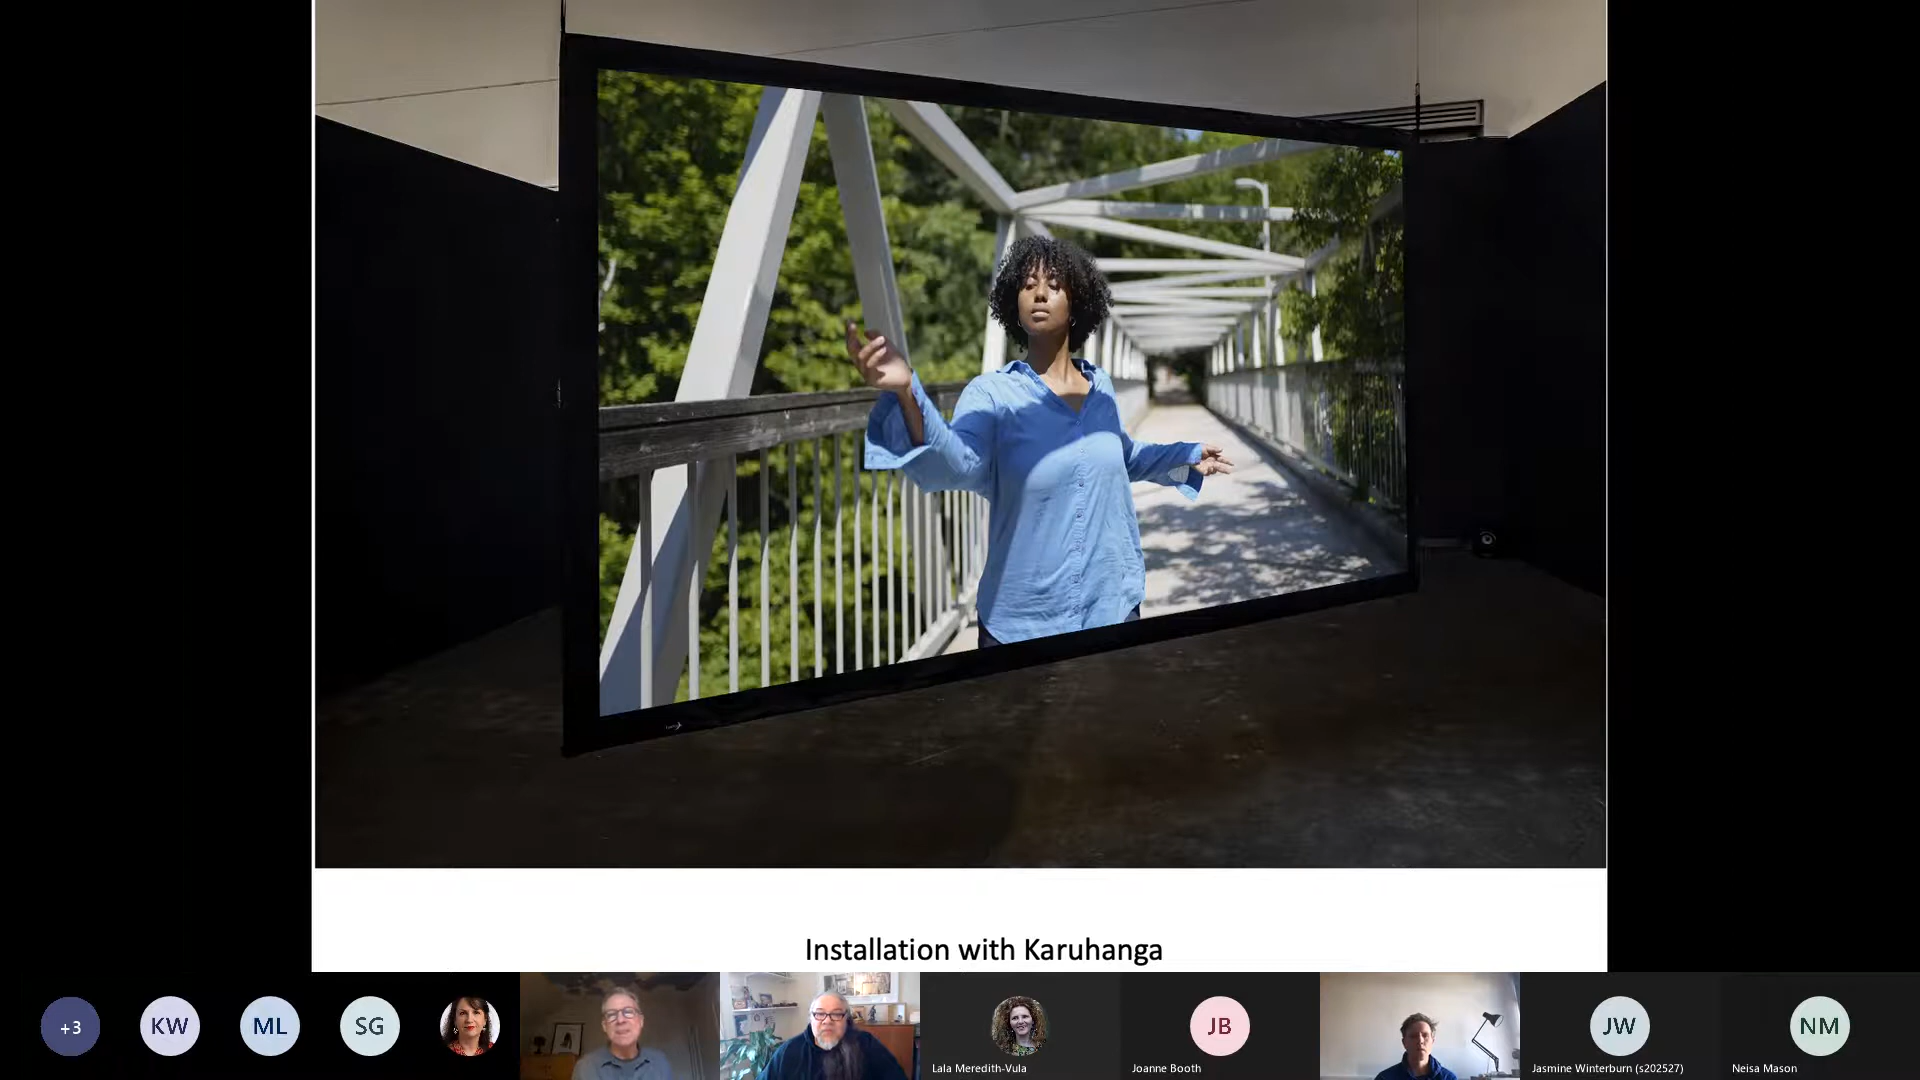 Installation with Karuhanga
+3
KW
ML
SG
Lala Meredith-Vula
JB
Joanne Booth
JW
Jasmine Winterburn (s202527)
NM
Neisa Mason